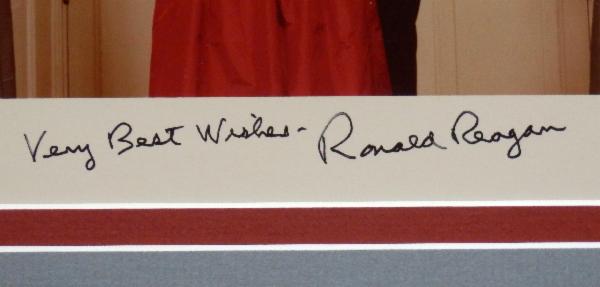 Very Best Wishes- Ronald Reagan